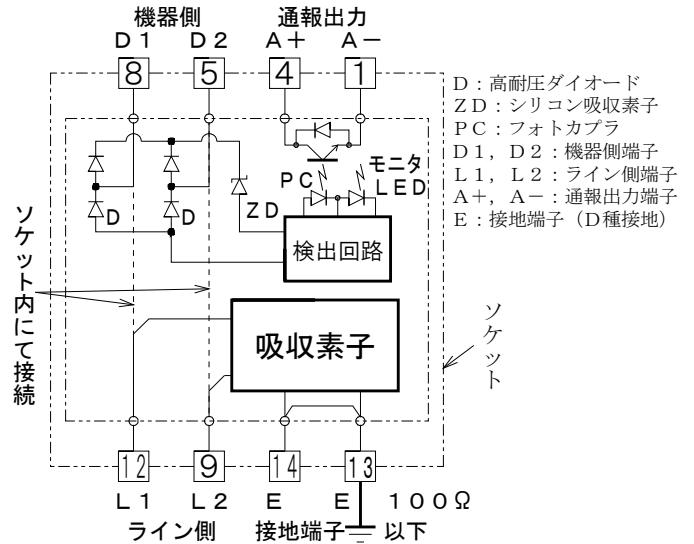 機器側 通報出力
D1 D2 A+ A−
8 5 4 1
D:高耐圧ダイオード
ZD:シリコン吸収素子
PC:フォトカプラ
D1,D2:機器側端子
L1,L2:ライン側端子
A+,A−:通報出力端子
E:接地端子(D種接地)
PC
モニタ
LED
D D ZD
検出回路
ソケット内にて接続
吸収素子
ソケット
12 9 14 13
L1 L2 E E 100Ω
ライン側 接地端子 以下